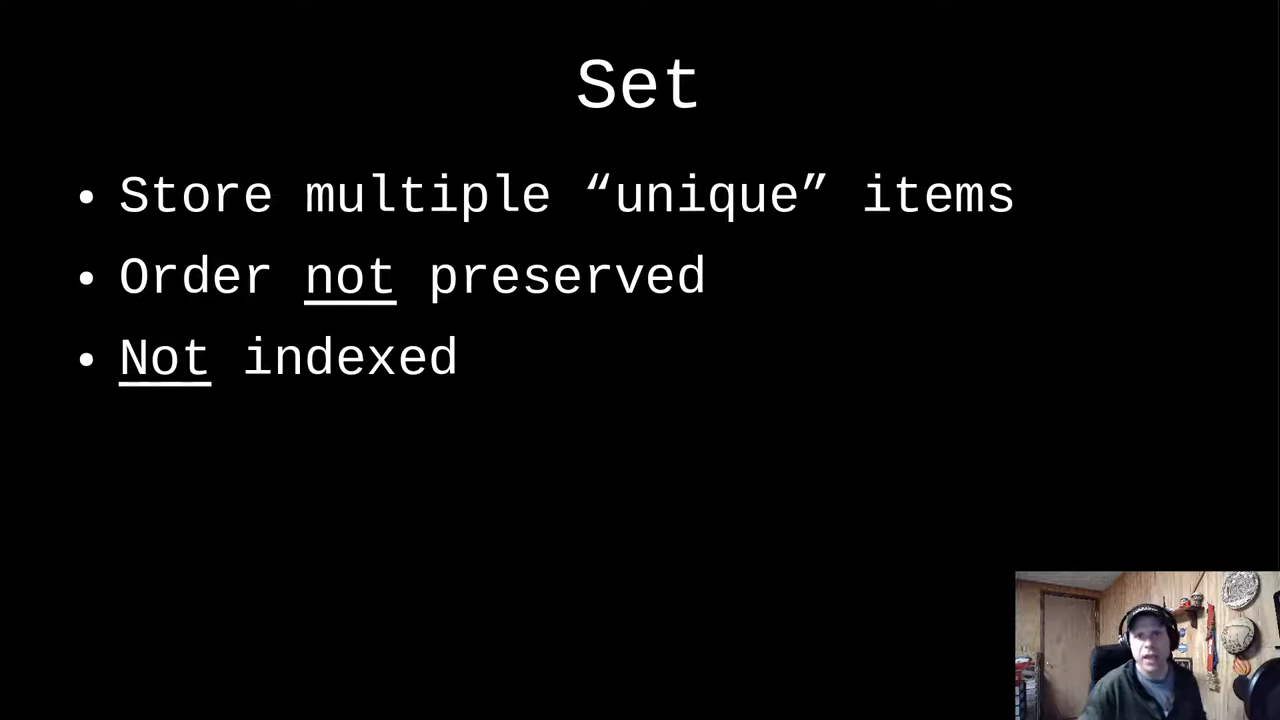 Set
• Store multiple “unique” items
• Order not preserved
• Not indexed